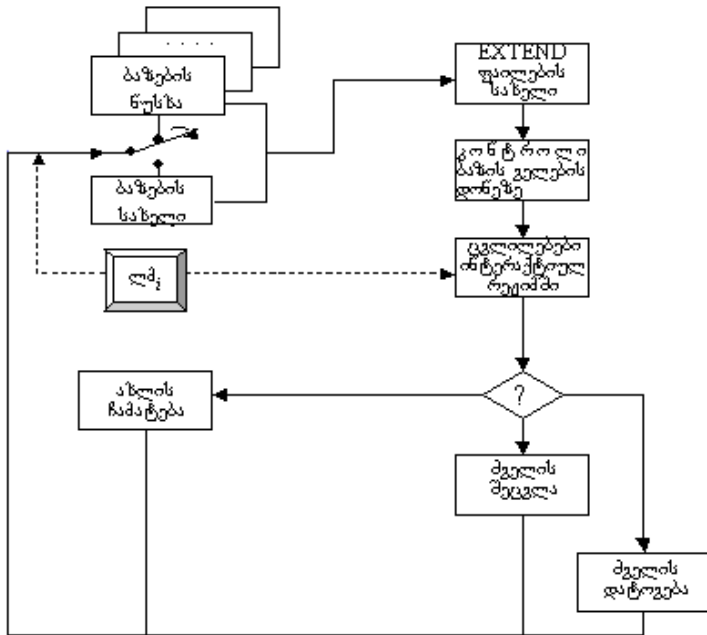 . . . .
ბაზების
ნუსხა
EXTEND
ფაილების
სახელი
კონტროლი
ბაზის ველების
დონეზე
ბაზების
სახელი
ცვლილებები
ინტერაქტიულ
რეჟიმში
ლმi
?
ახლის
ჩამატება
ძველის
შეცვლა
ძველის
დატოვება